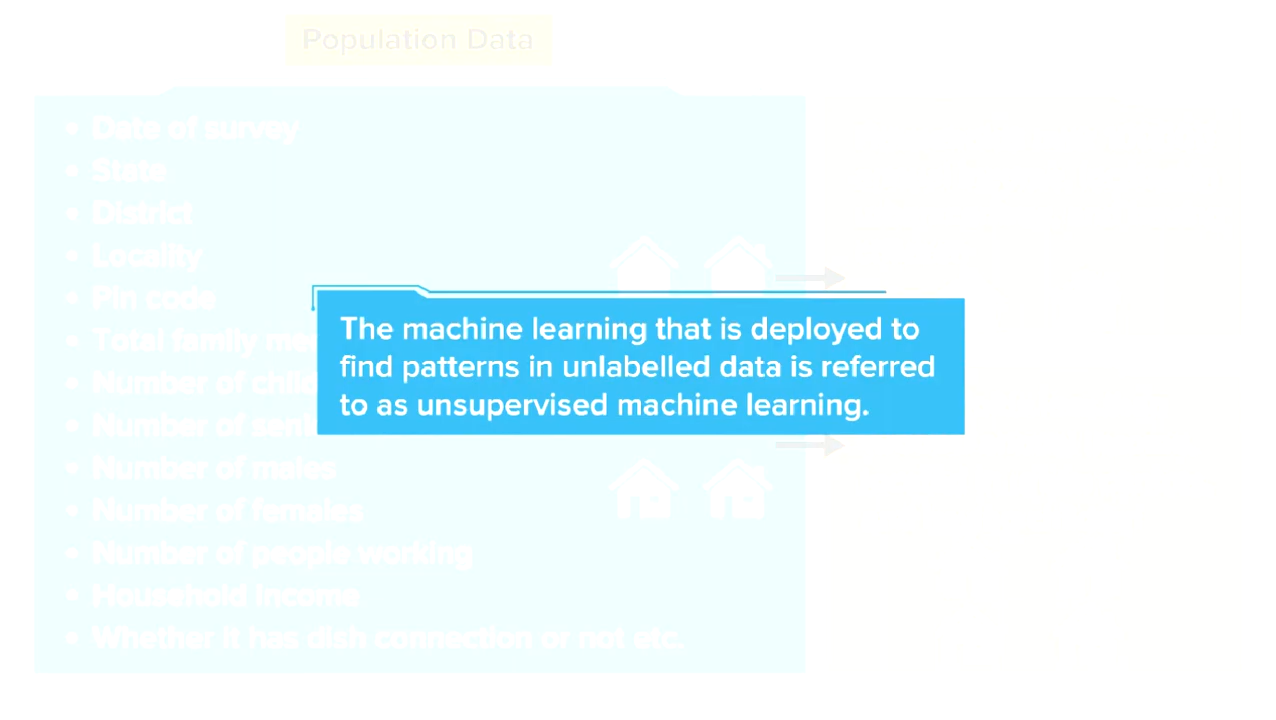 Population Data
• Date of survey
• State
• District
• Locality
• Pin code
• Total family
• Number of
• Number of
• Number of males
• Number of females
• Number of people working
• Household income
• Whether it has dish connection or not etc.
The machine learning that is deployed to
find patterns in unlabelled data is referred
to as unsupervised machine learning.